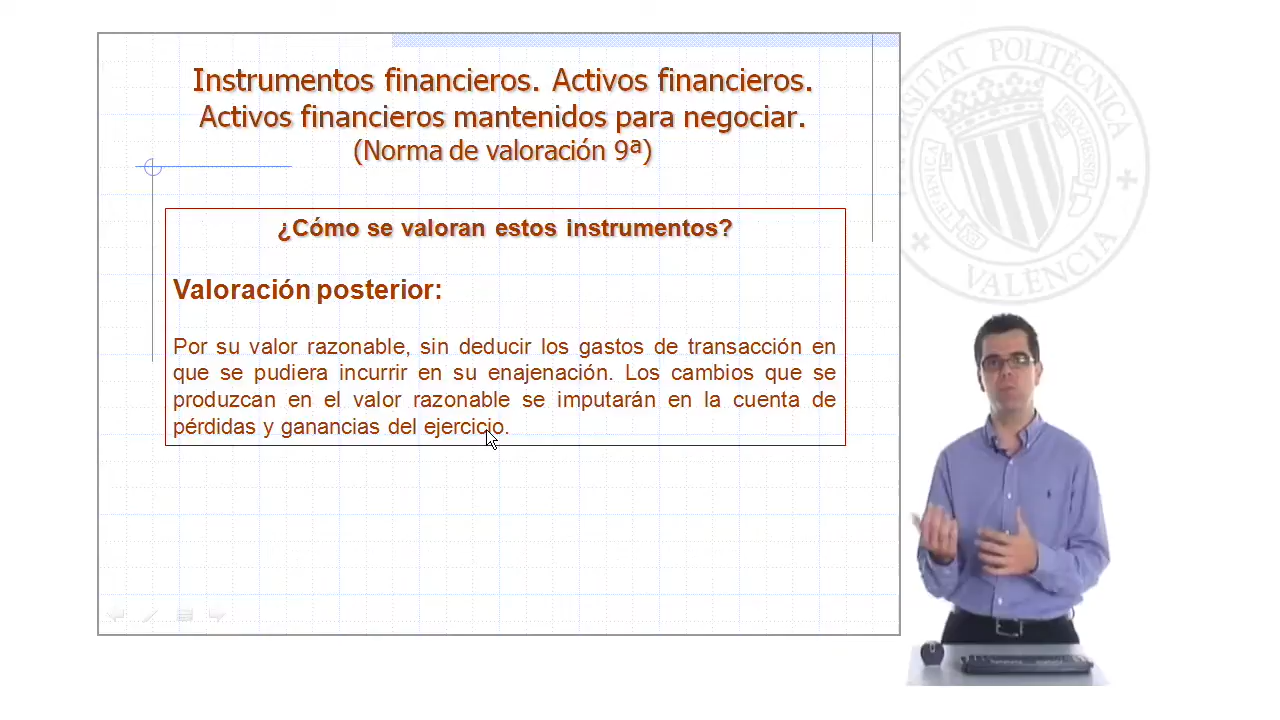 Instrumentos financieros. Activos financieros.
Activos financieros mantenidos para negociar.
(Norma de valoración 9ª)
¿Cómo se valoran estos instrumentos?
Valoración posterior:
Por su valor razonable, sin deducir los gastos de transacción en
que se pudiera incurrir en su enajenación. Los cambios que se
produzcan en el valor razonable se imputarán en la cuenta de
pérdidas y ganancias del ejercicio.
UNIVERSITAT POLITÈCNICA
VALÈNCIA